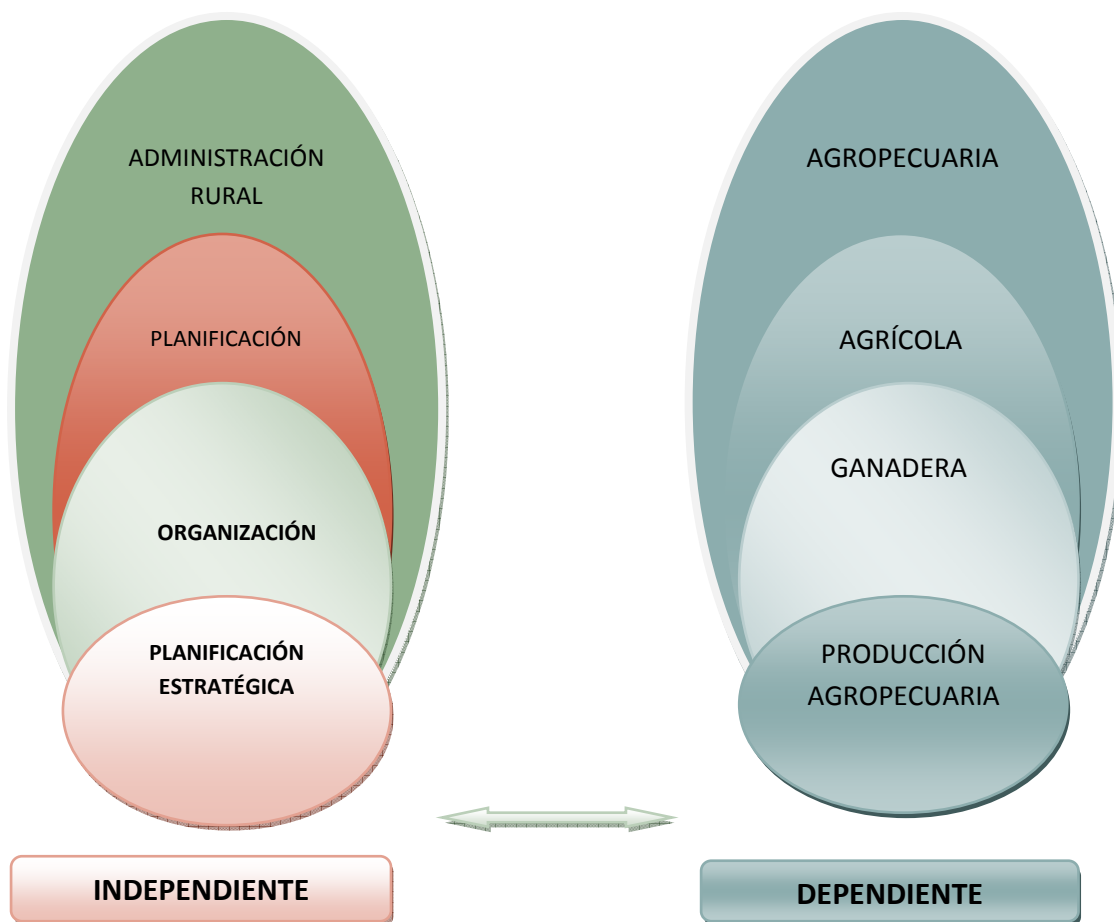 ADMINISTRACIÓN
RURAL
PLANIFICACIÓN
ORGANIZACIÓN
PLANIFICACIÓN
ESTRATÉGICA
INDEPENDIENTE
AGROPECUARIA
AGRÍCOLA
GANADERA
PRODUCCIÓN
AGROPECUARIA
DEPENDIENTE